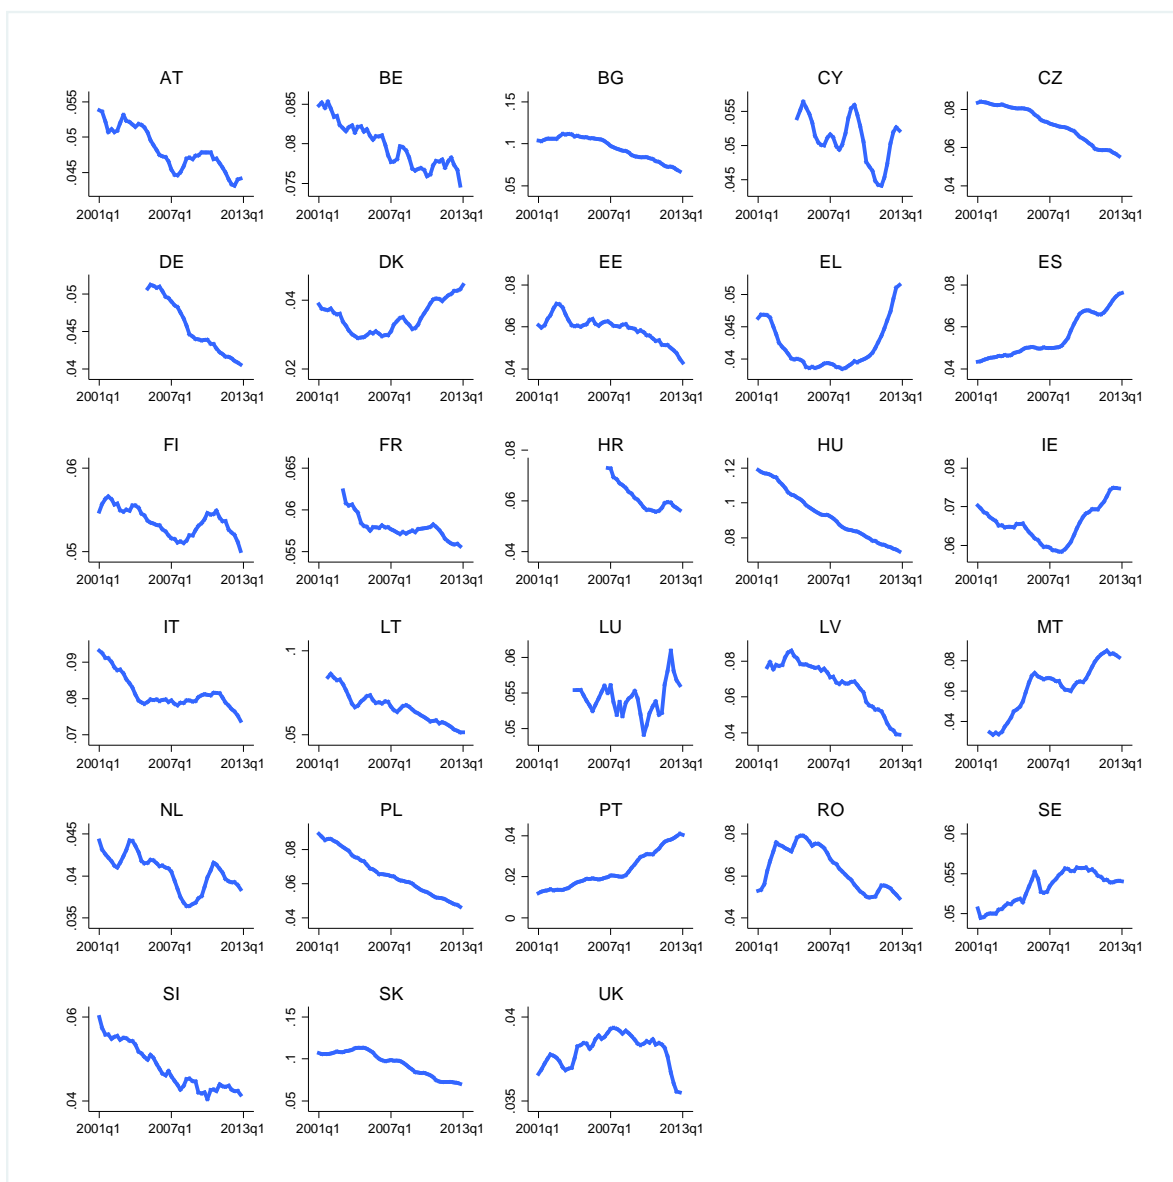 AT BE BG CY CZ
.045 .05 .055 .075 .08 .085 .05 .1 .15 .045 .05 .055 .04 .06 .08
2001q1 2007q1 2013q1 2001q1 2007q1 2013q1 2001q1 2007q1 2013q1 2001q1 2007q1 2013q1 2001q1 2007q1 2013q1
DE DK EE EL ES
.04 .045 .05 .02 .04 .04 .06 .08 .04 .045 .05 .04 .06 .08
2001q1 2007q1 2013q1 2001q1 2007q1 2013q1 2001q1 2007q1 2013q1 2001q1 2007q1 2013q1 2001q1 2007q1 2013q1
FI FR HR HU IE
.05 .06 .055 .06 .065 .04 .06 .08 .08 .1 .12 .06 .07 .08
2001q1 2007q1 2013q1 2001q1 2007q1 2013q1 2001q1 2007q1 2013q1 2001q1 2007q1 2013q1 2001q1 2007q1 2013q1
IT LT LU LV MT
.07 .08 .09 .05 .1 .05 .055 .06 .04 .06 .08 .04 .06 .08
2001q1 2007q1 2013q1 2001q1 2007q1 2013q1 2001q1 2007q1 2013q1 2001q1 2007q1 2013q1 2001q1 2007q1 2013q1
NL PL PT RO SE
.035 .04 .045 .04 .06 .08 0 .02 .04 .04 .06 .08 .05 .055 .06
2001q1 2007q1 2013q1 2001q1 2007q1 2013q1 2001q1 2007q1 2013q1 2001q1 2007q1 2013q1 2001q1 2007q1 2013q1
SI SK UK
.04 .06 .05 .1 .15 .035 .04
2001q1 2007q1 2013q1 2001q1 2007q1 2013q1 2001q1 2007q1 2013q1